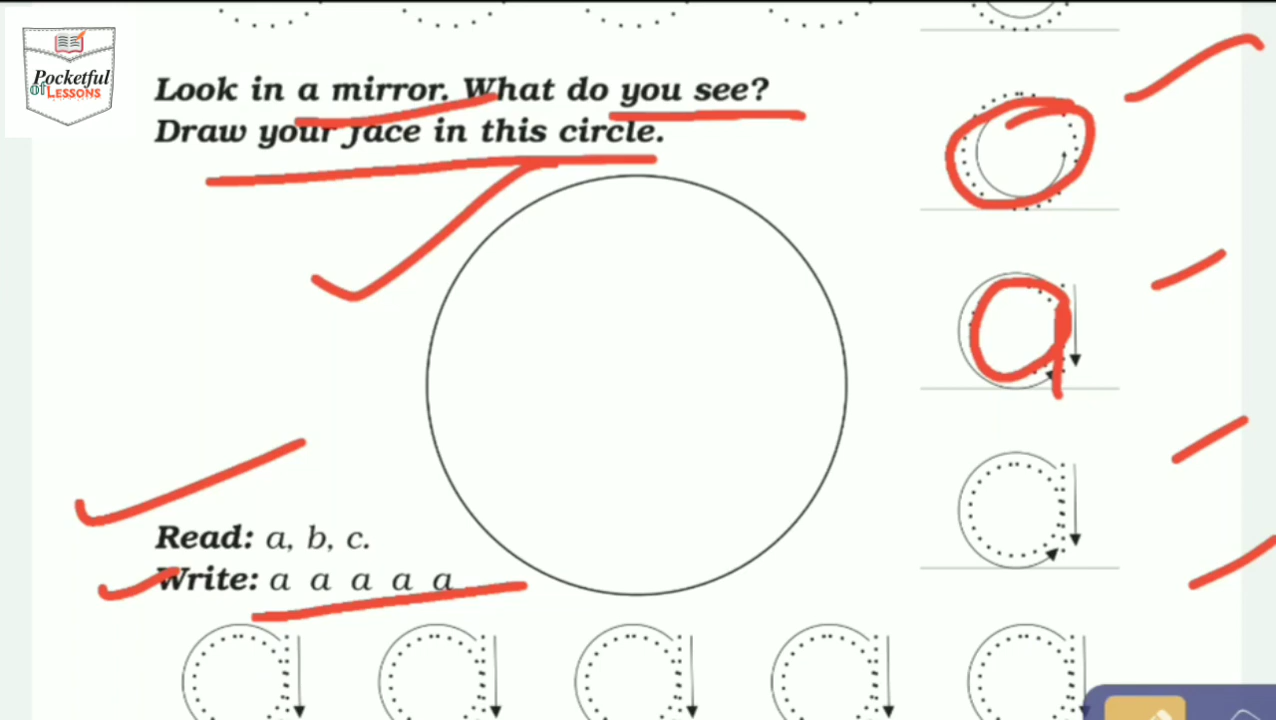 Pocketful
of LESSONS
Look in a mirror. What do you see?
Draw your face in this circle.
Read: a, b, c.
Write: a a a a a
a
a
a
a a a a a